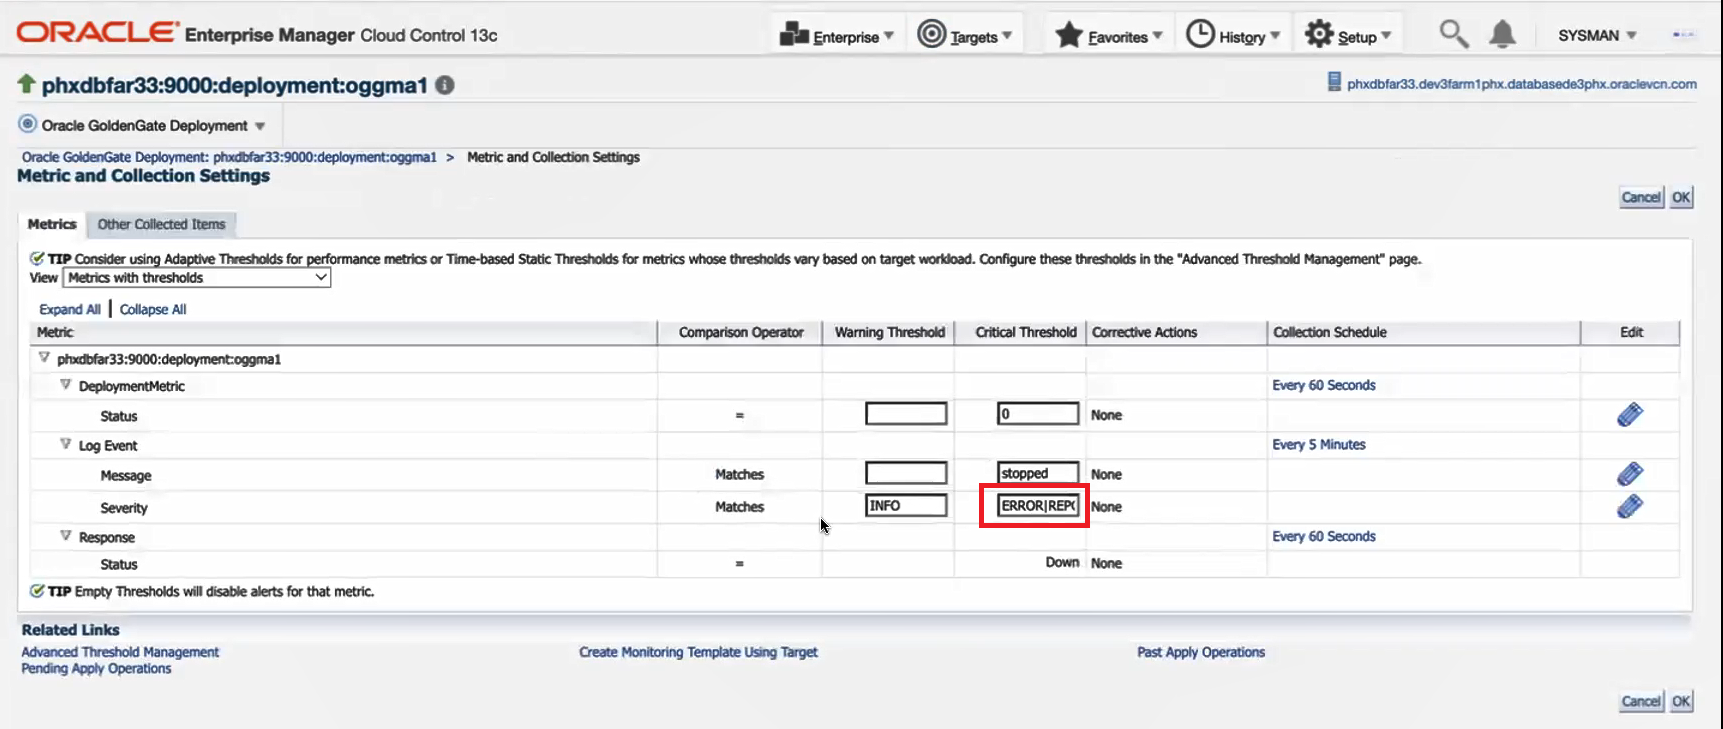 ORACLE Enterprise Manager Cloud Control 13c Enterprise Targets Favorites History Setup SYSMAN
phxdbfar33:9000:deployment:oggma1 phxdbfar33.dev3farm1phx.databasede3phx.oraclevcn.com
Oracle GoldenGate Deployment
Oracle GoldenGate Deployment: phxdbfar33:9000:deployment:oggma1 > Metric and Collection Settings
Metric and Collection Settings
Cancel OK
Metrics Other Collected Items
TIP Consider using Adaptive Thresholds for performance metrics or Time-based Static Thresholds for metrics whose thresholds vary based on target workload. Configure these thresholds in the "Advanced Threshold Management" page.
View Metrics with thresholds
Expand All | Collapse All
Metric Comparison Operator Warning Threshold Critical Threshold Corrective Actions Collection Schedule Edit
phxdbfar33:9000:deployment:oggma1
DeploymentMetric Every 60 Seconds
Status = 0 None
Log Event Every 5 Minutes
Message Matches stopped None
Severity Matches INFO ERROR|REPO None
Response Every 60 Seconds
Status = Down None
TIP Empty Thresholds will disable alerts for that metric.
Related Links
Advanced Threshold Management Create Monitoring Template Using Target Past Apply Operations
Pending Apply Operations
Cancel OK